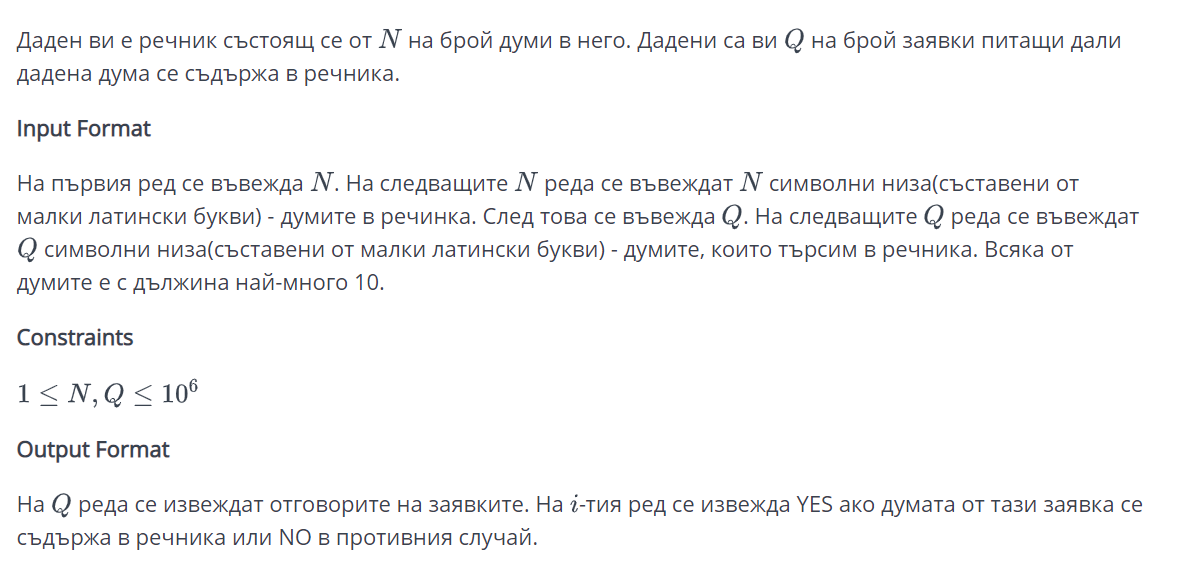 Даден ви е речник състоящ се от N на брой думи в него. Дадени са ви Q на брой заявки питащи дали
дадена дума се съдържа в речника.
Input Format
На първия ред се въвежда N. На следващите N реда се въвеждат N символни низа(съставени от
малки латински букви) - думите в речинка. След това се въвежда Q. На следващите Q реда се въвеждат
Q символни низа(съставени от малки латински букви) - думите, които търсим в речника. Всяка от
думите е с дължина най-много 10.
Constraints
1 ≤ N, Q ≤ 10⁶
Output Format
На Q реда се извеждат отговорите на заявките. На i-тия ред се извежда YES ако думата от тази заявка се
съдържа в речника или NO в противния случай.